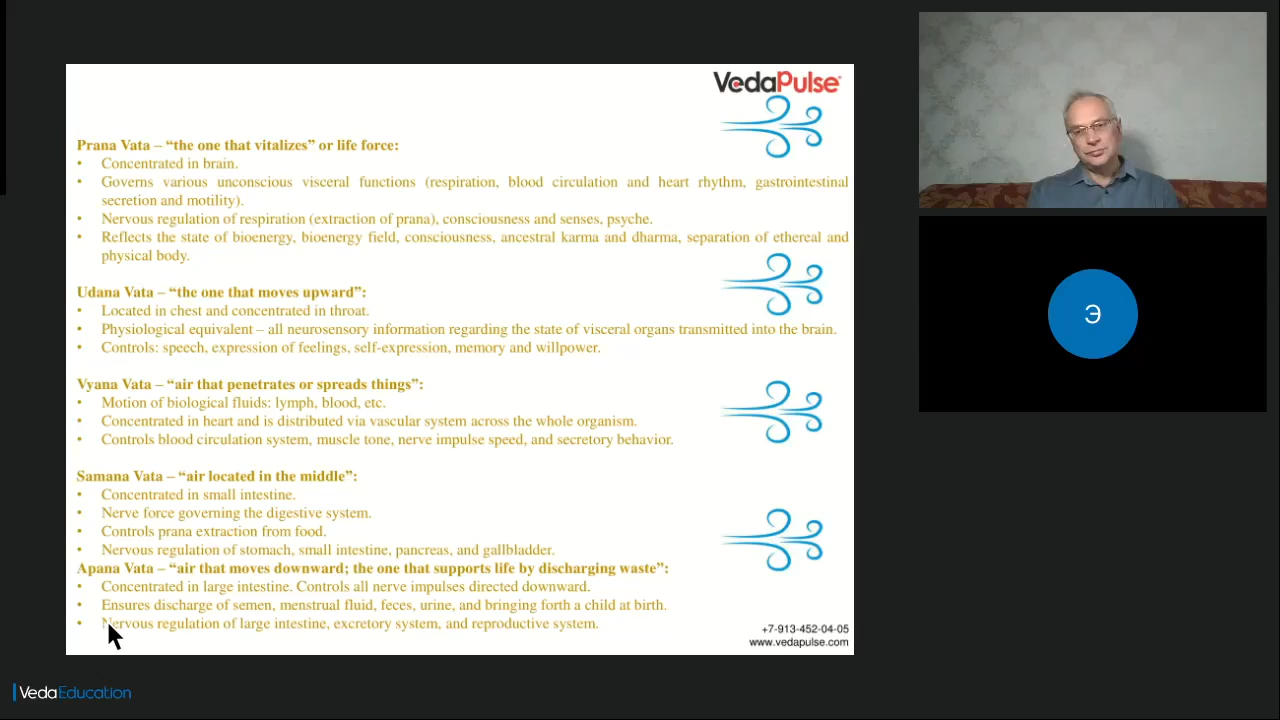 VedaPulse
Prana Vata – “the one that vitalizes” or life force:
• Concentrated in brain.
• Governs various unconscious visceral functions (respiration, blood circulation and heart rhythm, gastrointestinal
secretion and motility).
• Nervous regulation of respiration (extraction of prana), consciousness and senses, psyche.
• Reflects the state of bioenergy, bioenergy field, consciousness, ancestral karma and dharma, separation of ethereal and
physical body.
Udana Vata – “the one that moves upward”:
• Located in chest and concentrated in throat.
• Physiological equivalent – all neurosensory information regarding the state of visceral organs transmitted into the brain.
• Controls: speech, expression of feelings, self-expression, memory and willpower.
Vyana Vata – “air that penetrates or spreads things”:
• Motion of biological fluids: lymph, blood, etc.
• Concentrated in heart and is distributed via vascular system across the whole organism.
• Controls blood circulation system, muscle tone, nerve impulse speed, and secretory behavior.
Samana Vata – “air located in the middle”:
• Concentrated in small intestine.
• Nerve force governing the digestive system.
• Controls prana extraction from food.
• Nervous regulation of stomach, small intestine, pancreas, and gallbladder.
Apana Vata – “air that moves downward; the one that supports life by discharging waste”:
• Concentrated in large intestine. Controls all nerve impulses directed downward.
• Ensures discharge of semen, menstrual fluid, feces, urine, and bringing forth a child at birth.
• Nervous regulation of large intestine, excretory system, and reproductive system.
+7-913-452-04-05
www.vedapulse.com
Э
VedaEducation